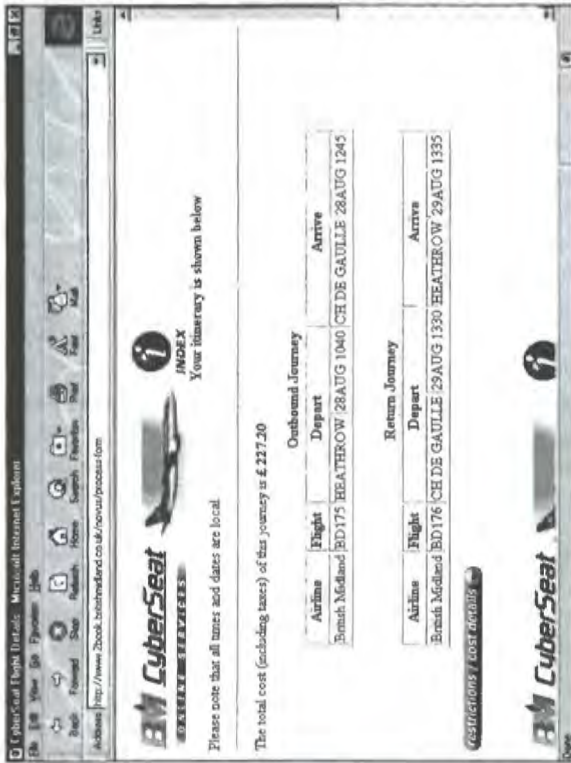 CyberSeat Flight Details - Microsoft Internet Explorer
File Edit View Go Favorites Help
Back Forward Stop Refresh Home Search Favorites Print Font Mail
Address http://www.2book.britishmidland.co.uk/novus/process-form Links
BM CyberSeat
ONLINE SERVICES
INDEX
Your itinerary is shown below
Please note that all times and dates are local.
The total cost (including taxes) of this journey is £ 227.20
Outbound Journey
Airline Flight Depart Arrive
British Midland BD175 HEATHROW 28AUG 1040 CH DE GAULLE 28AUG 1245
Return Journey
Airline Flight Depart Arrive
British Midland BD176 CH DE GAULLE 29AUG 1330 HEATHROW 29AUG 1335
restrictions / cost details
BM CyberSeat
Done